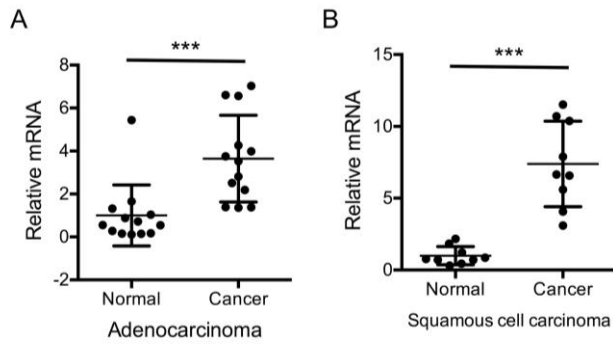 A
B
***
***
Relative mRNA
8
6
4
2
0
-2
Normal
Cancer
Adenocarcinoma
Relative mRNA
15
10
5
0
Normal
Cancer
Squamous cell carcinoma